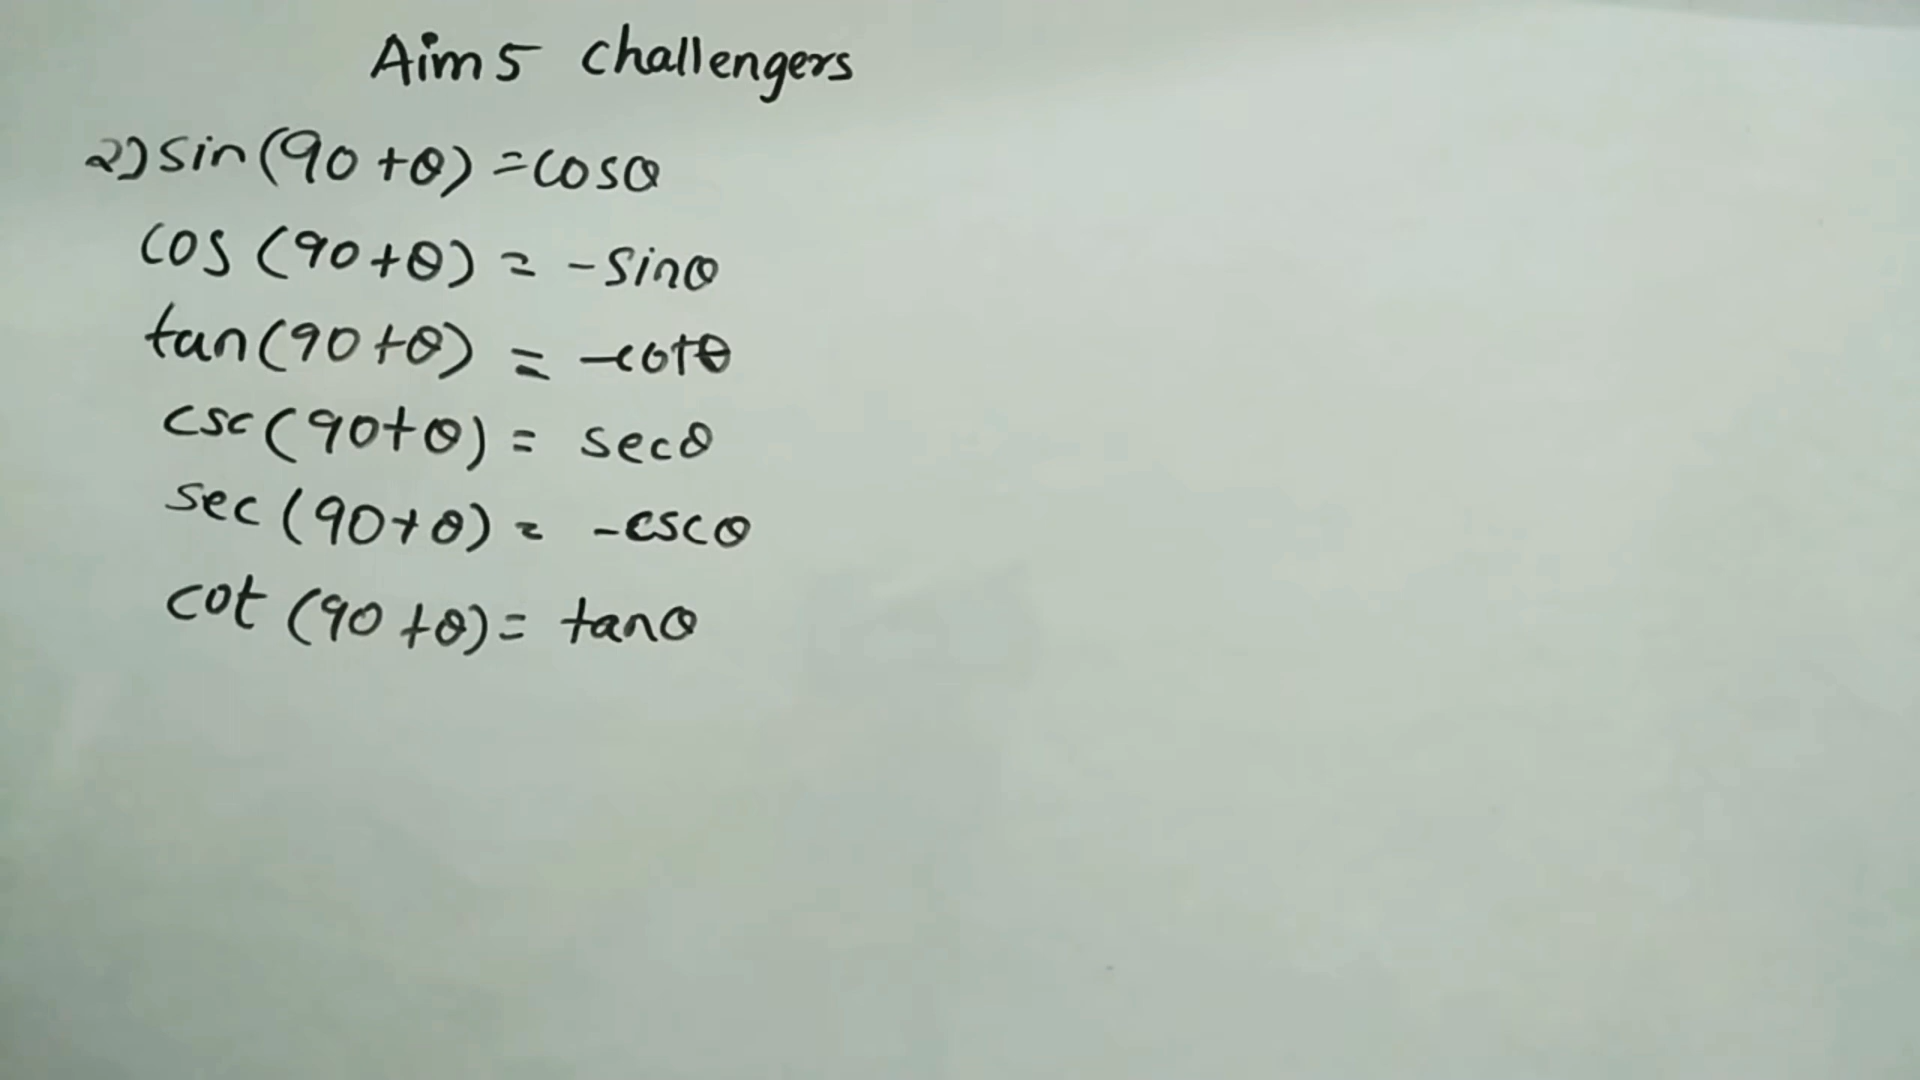 Aim5 challengers
2) sin(90+θ) = cosθ
cos (90+θ) = -sinθ
tan(90+θ) = -cotθ
csc(90+θ) = secθ
sec (90+θ) = -cscθ
cot (90+θ) = tanθ